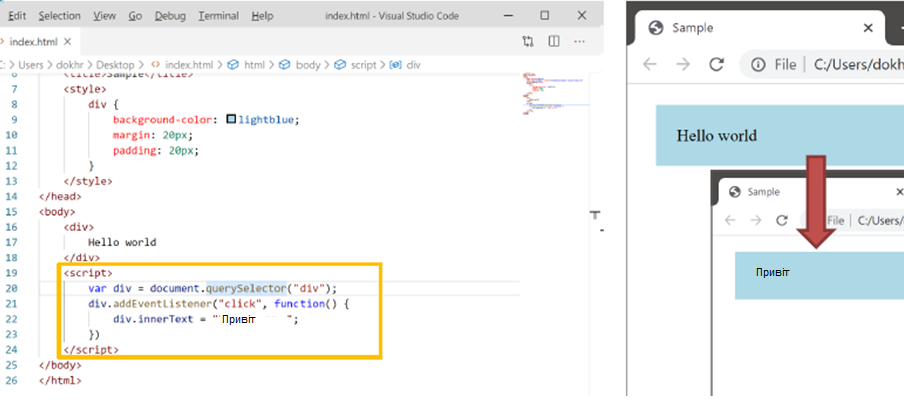 Edit Selection View Go Debug Terminal Help index.html - Visual Studio Code
index.html
C: > Users > dokhr > Desktop > index.html > html > body > script > div
6 <title>Sample</title>
7 <style>
8 div {
9 background-color: lightblue;
10 margin: 20px;
11 padding: 20px;
12 }
13 </style>
14 </head>
15 <body>
16 <div>
17 Hello world
18 </div>
19 <script>
20 var div = document.querySelector("div");
21 div.addEventListener("click", function() {
22 div.innerText = "Привіт ";
23 })
24 </script>
25 </body>
26 </html>
Sample
File C:/Users/dokh
Hello world
Sample
File C:/Users/
Привіт